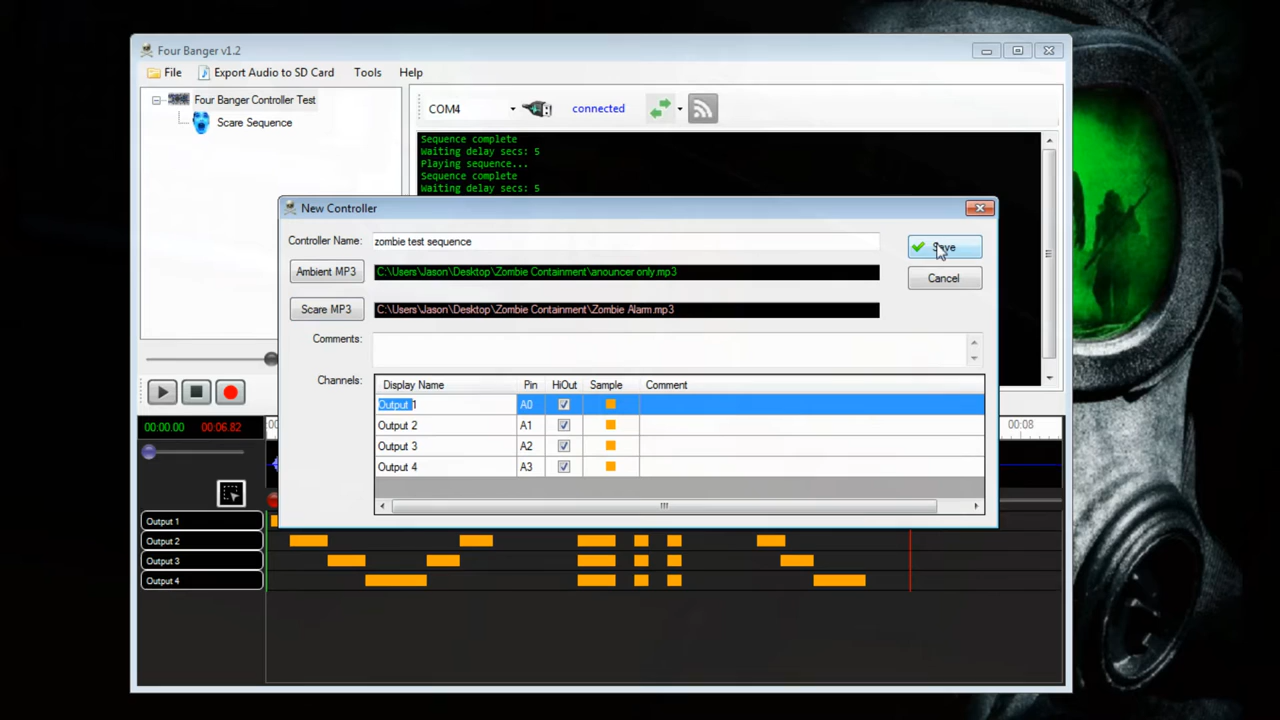 Four Banger v1.2
File Export Audio to SD Card Tools Help
Four Banger Controller Test
Scare Sequence
COM4 connected
Sequence complete
Waiting delay secs: 5
Playing sequence...
Sequence complete
Waiting delay secs: 5
New Controller
Controller Name: zombie test sequence
Save
Ambient MP3 C:\Users\Jason\Desktop\Zombie Containment\anouncer only.mp3
Cancel
Scare MP3 C:\Users\Jason\Desktop\Zombie Containment\Zombie Alarm.mp3
Comments:
Channels:
Display Name Pin HiOut Sample Comment
Output 1 A0
Output 2 A1
Output 3 A2
Output 4 A3
00:00.00 00:06.82
00:08
Output 1
Output 2
Output 3
Output 4